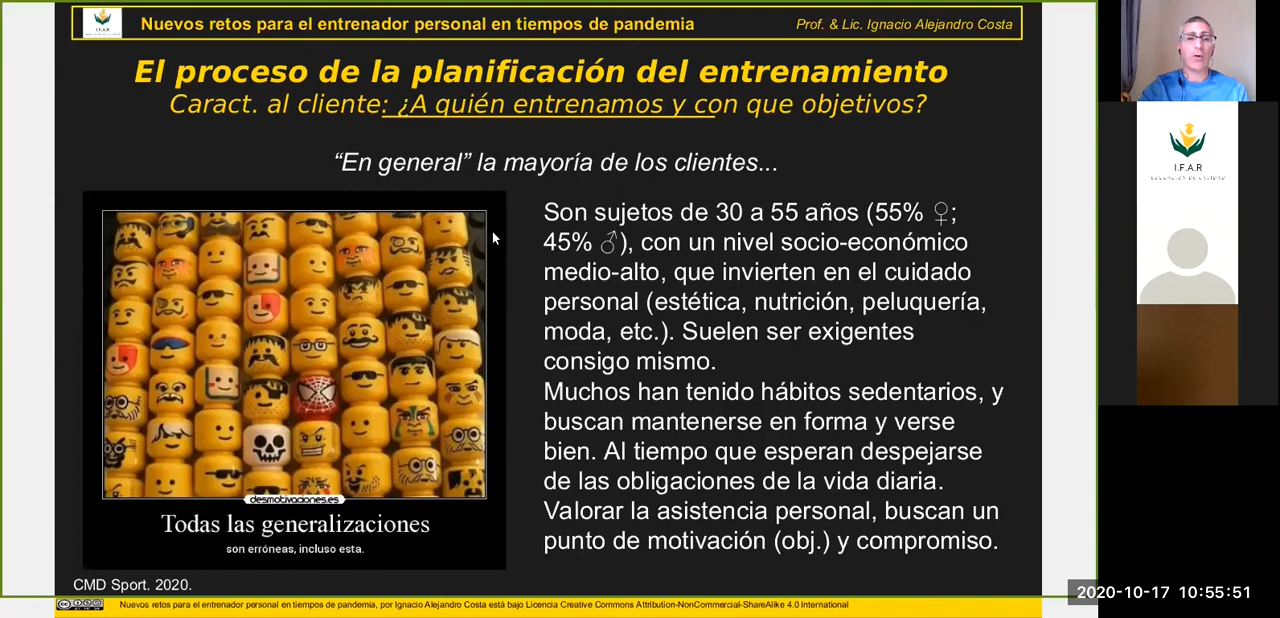 I.F.A.R
Nuevos retos para el entrenador personal en tiempos de pandemia
Prof. & Lic. Ignacio Alejandro Costa
El proceso de la planificación del entrenamiento
Caract. al cliente: ¿A quién entrenamos y con que objetivos?
“En general” la mayoría de los clientes...
Son sujetos de 30 a 55 años (55% ♀;
45% ♂), con un nivel socio-económico
medio-alto, que invierten en el cuidado
personal (estética, nutrición, peluquería,
moda, etc.). Suelen ser exigentes
consigo mismo.
Muchos han tenido hábitos sedentarios, y
buscan mantenerse en forma y verse
bien. Al tiempo que esperan despejarse
de las obligaciones de la vida diaria.
Valorar la asistencia personal, buscan un
punto de motivación (obj.) y compromiso.
desmotivaciones.es
Todas las generalizaciones
son erróneas, incluso esta.
CMD Sport. 2020.
Nuevos retos para el entrenador personal en tiempos de pandemia, por Ignacio Alejandro Costa está bajo Licencia Creative Commons Attribution-NonCommercial-ShareAlike 4.0 International
I.F.A.R
2020-10-17 10:55:51